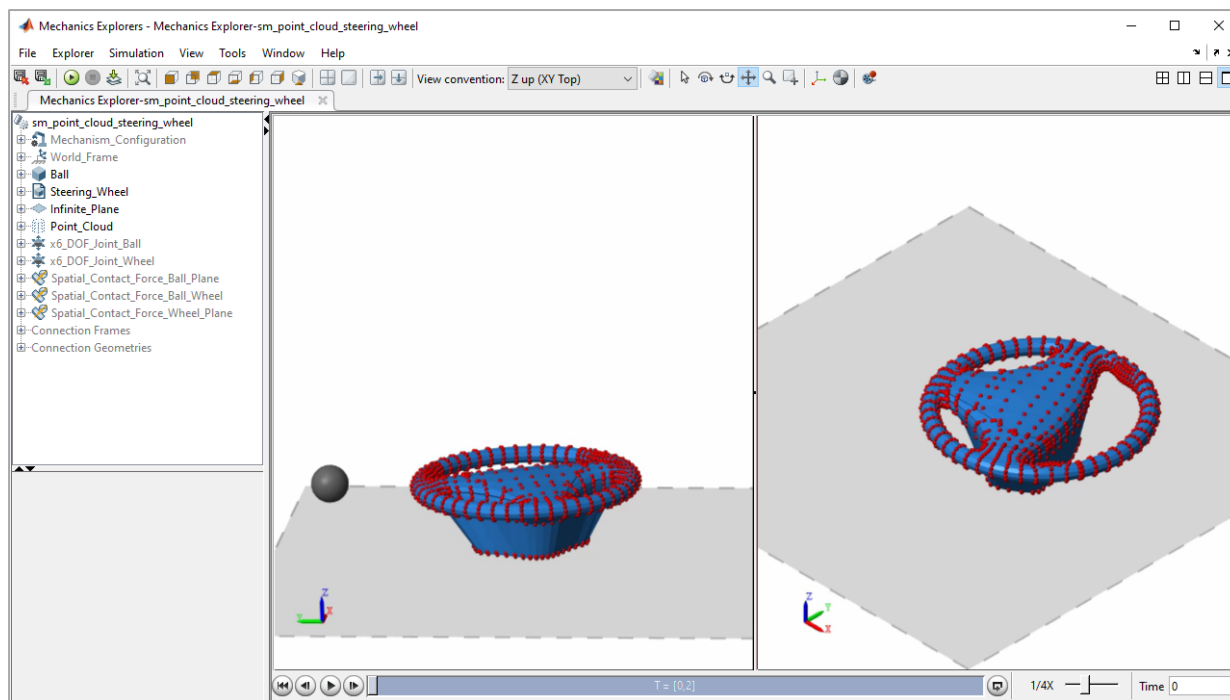 Mechanics Explorers - Mechanics Explorer-sm_point_cloud_steering_wheel
File Explorer Simulation View Tools Window Help
View convention: Z up (XY Top)
Mechanics Explorer-sm_point_cloud_steering_wheel
sm_point_cloud_steering_wheel
Mechanism_Configuration
World_Frame
Ball
Steering_Wheel
Infinite_Plane
Point_Cloud
x6_DOF_Joint_Ball
x6_DOF_Joint_Wheel
Spatial_Contact_Force_Ball_Plane
Spatial_Contact_Force_Ball_Wheel
Spatial_Contact_Force_Wheel_Plane
Connection Frames
Connection Geometries
Z
Y X
Z
Y
X
T = [0,2]
1/4X
Time 0